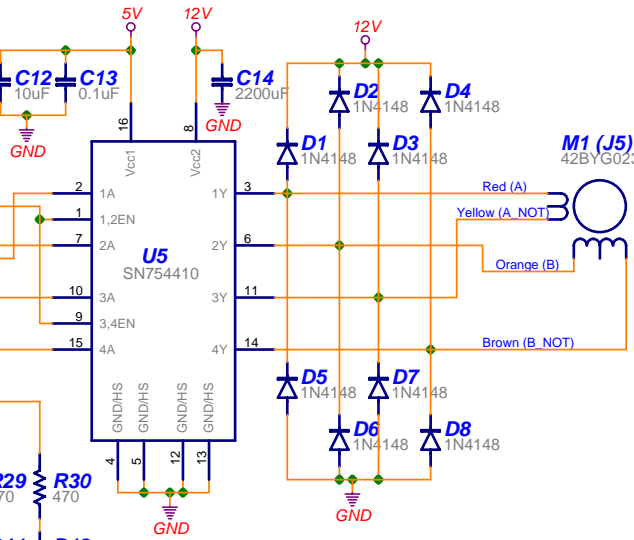 5V
12V
12V
C12
10uF
C13
0.1uF
C14
2200uF
GND
GND
16
8
Vcc1
Vcc2
D2
1N4148
D4
1N4148
D1
1N4148
D3
1N4148
M1 (J5)
42BYG023
2
1A
1Y
3
Red (A)
1
1,2EN
Yellow (A_NOT)
7
2A
2Y
6
U5
SN754410
Orange (B)
10
3A
3Y
11
9
3,4EN
15
4A
4Y
14
Brown (B_NOT)
GND/HS
GND/HS
GND/HS
GND/HS
4
5
12
13
GND
D5
1N4148
D7
1N4148
D6
1N4148
D8
1N4148
GND
R29
70
R30
470